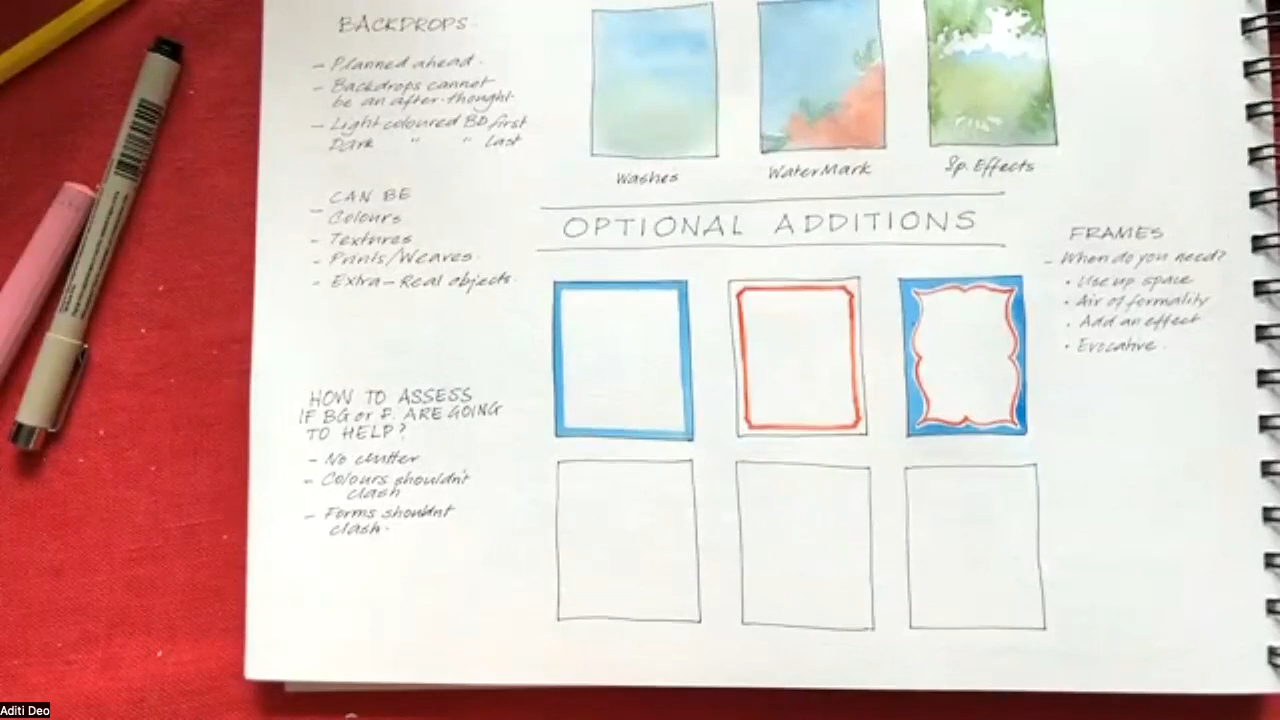 BACKDROPS.
- Planned ahead.
- Backdrops cannot
be an after-thought.
- Light coloured BD first
Dark " " Last
Washes
WaterMark
Sp. Effects
- CAN BE
Colours
- Textures
- Prints/Weaves.
- Extra-Real objects.
OPTIONAL ADDITIONS
FRAMES
- When do you need?
• Use up space
• Air of formality
• Add an effect
• Evocative.
HOW TO ASSESS
IF BG or F. ARE GOING
TO HELP?
- No clutter
- Colours shouldn't
clash
- Forms shouldnt
clash.
Aditi Deo